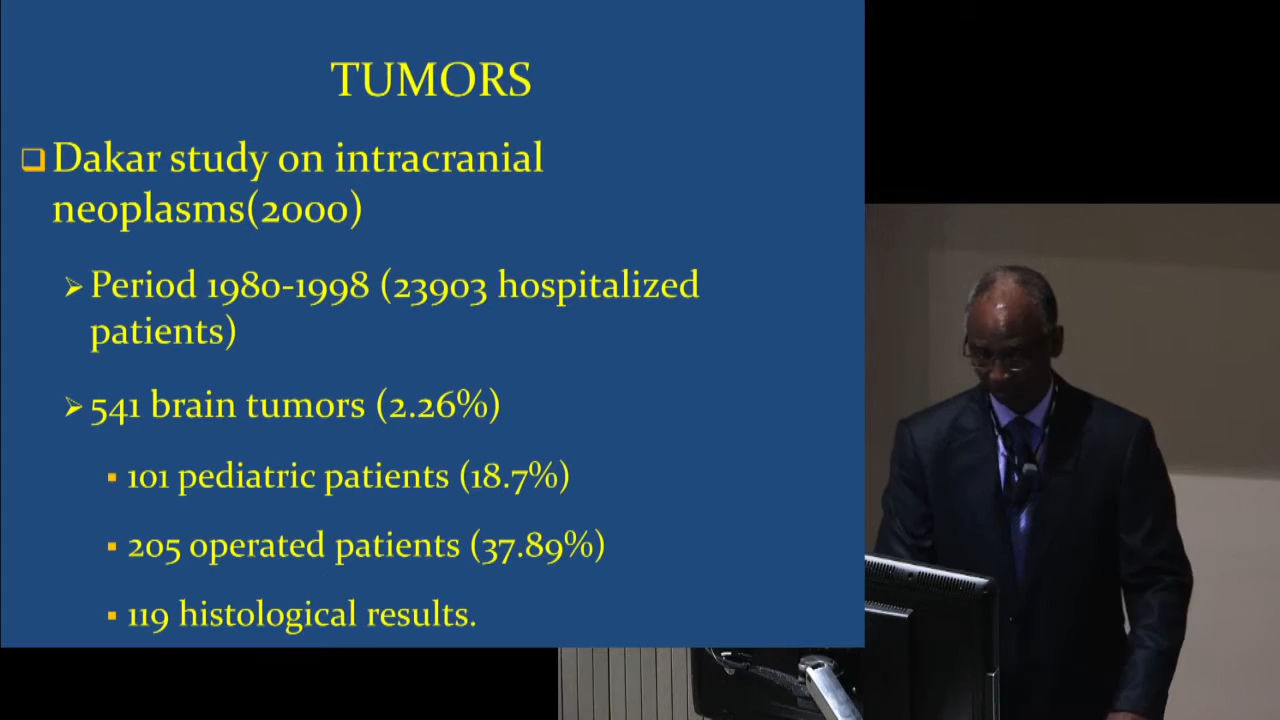 TUMORS
Dakar study on intracranial
neoplasms(2000)
Period 1980-1998 (23903 hospitalized
patients)
541 brain tumors (2.26%)
101 pediatric patients (18.7%)
205 operated patients (37.89%)
119 histological results.